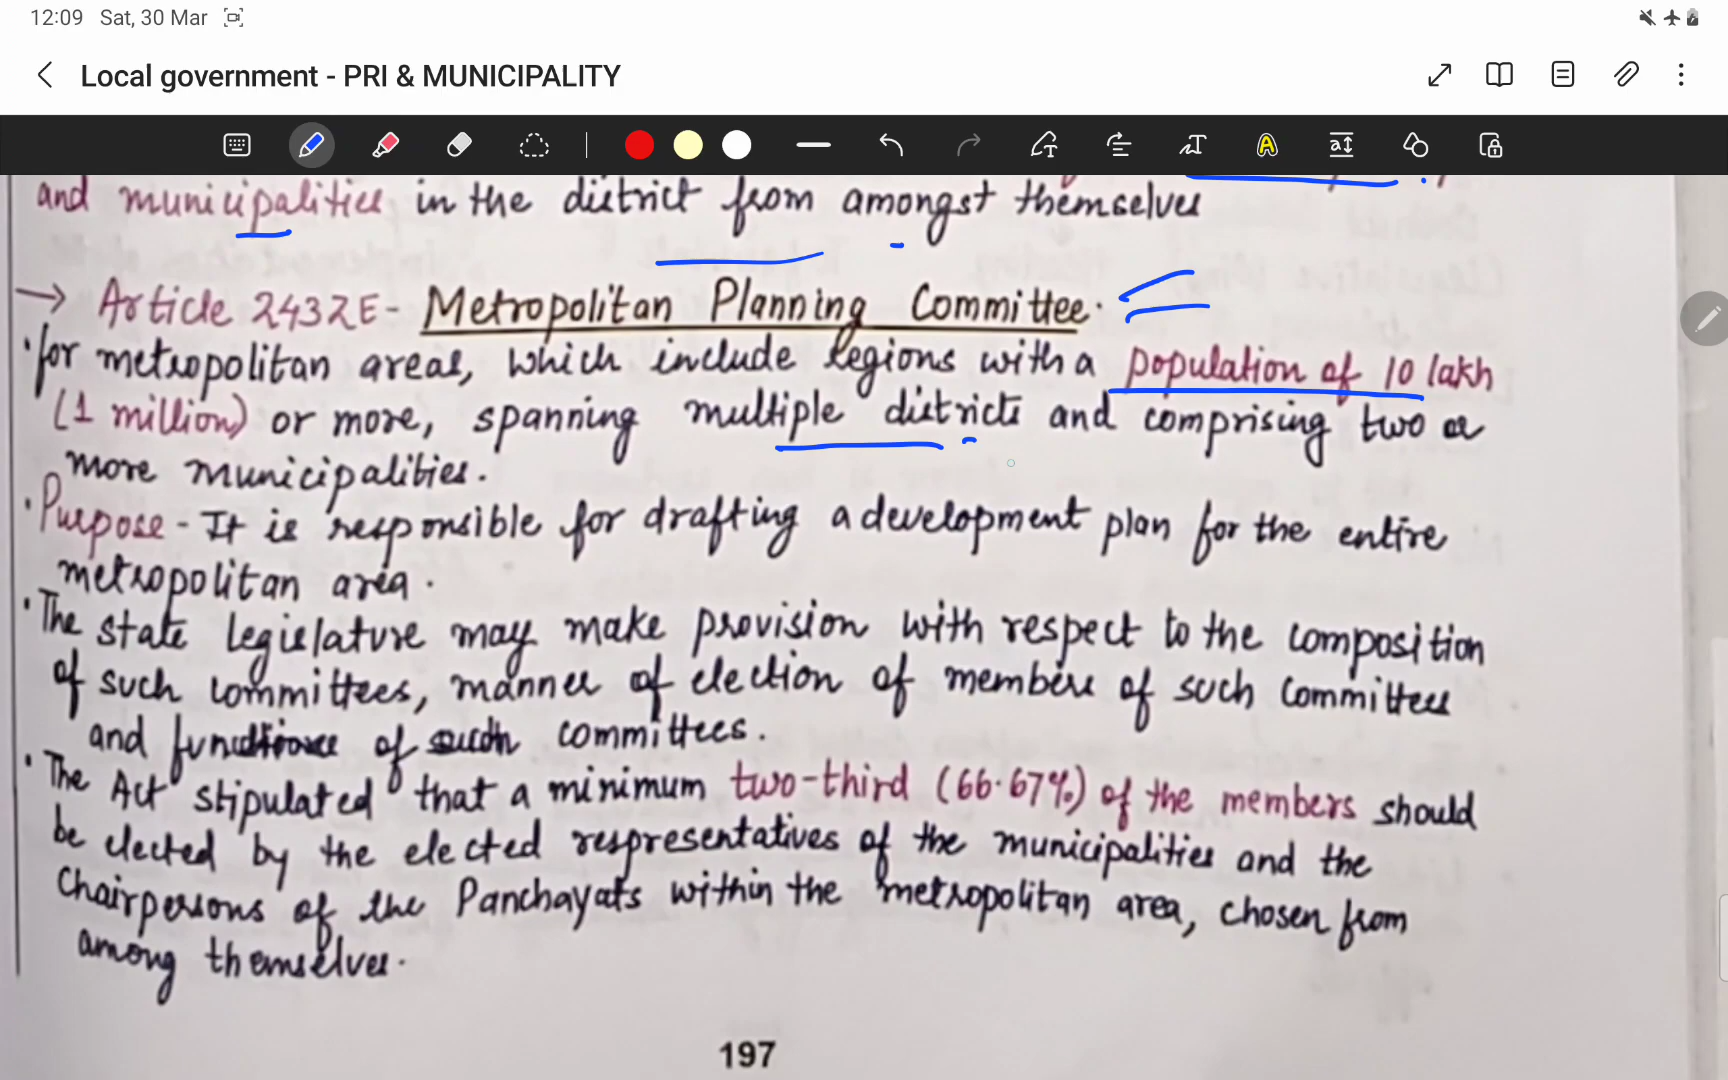 12:09 Sat, 30 Mar
Local government - PRI & MUNICIPALITY
and municipalities in the district from amongst themselves
→ Article 243ZE - Metropolitan Planning Committee.
· for metropolitan areas, which include regions with a population of 10 lakh
(1 million) or more, spanning multiple districts and comprising two or
more municipalities.
· Purpose - It is responsible for drafting a development plan for the entire
metropolitan area.
· The state legislature may make provision with respect to the composition
of such committees, manner of election of members of such committees
and functions of such committees.
· The Act stipulated that a minimum two-third (66.67%) of the members should
be elected by the elected respresentatives of the municipalities and the
Chairpersons of the Panchayats within the metropolitan area, chosen from
among themselves.
197